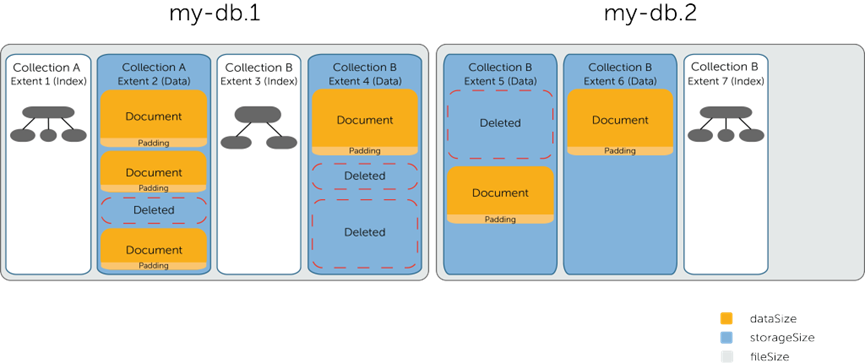 my-db.1
my-db.2
Collection A
Extent 1 (Index)
Collection A
Extent 2 (Data)
Document
Padding
Document
Padding
Deleted
Document
Padding
Collection B
Extent 3 (Index)
Collection B
Extent 4 (Data)
Document
Padding
Deleted
Deleted
Collection B
Extent 5 (Data)
Deleted
Document
Padding
Collection B
Extent 6 (Data)
Document
Padding
Collection B
Extent 7 (Index)
dataSize
storageSize
fileSize